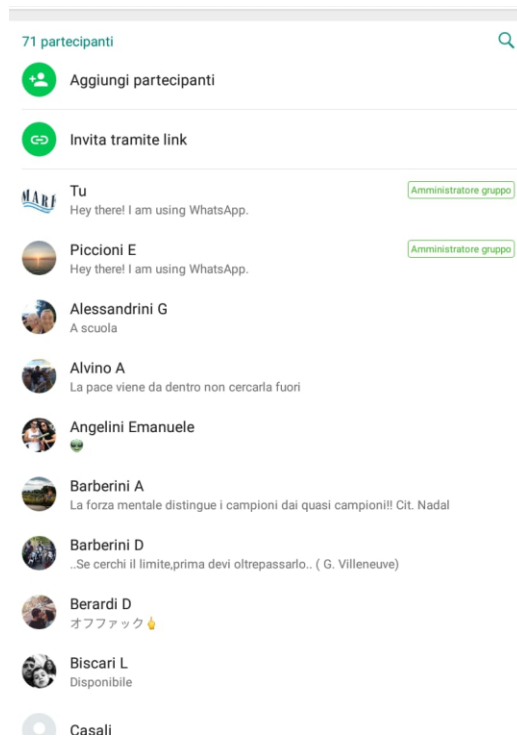 71 partecipanti
Aggiungi partecipanti
Invita tramite link
MARE
Tu
Amministratore gruppo
Hey there! I am using WhatsApp.
Piccioni E
Amministratore gruppo
Hey there! I am using WhatsApp.
Alessandrini G
A scuola
Alvino A
La pace viene da dentro non cercarla fuori
Angelini Emanuele
👽
Barberini A
La forza mentale distingue i campioni dai quasi campioni!! Cit. Nadal
Barberini D
..Se cerchi il limite,prima devi oltrepassarlo.. ( G. Villeneuve)
Berardi D
オフファック🖕
Biscari L
Disponibile
Casali